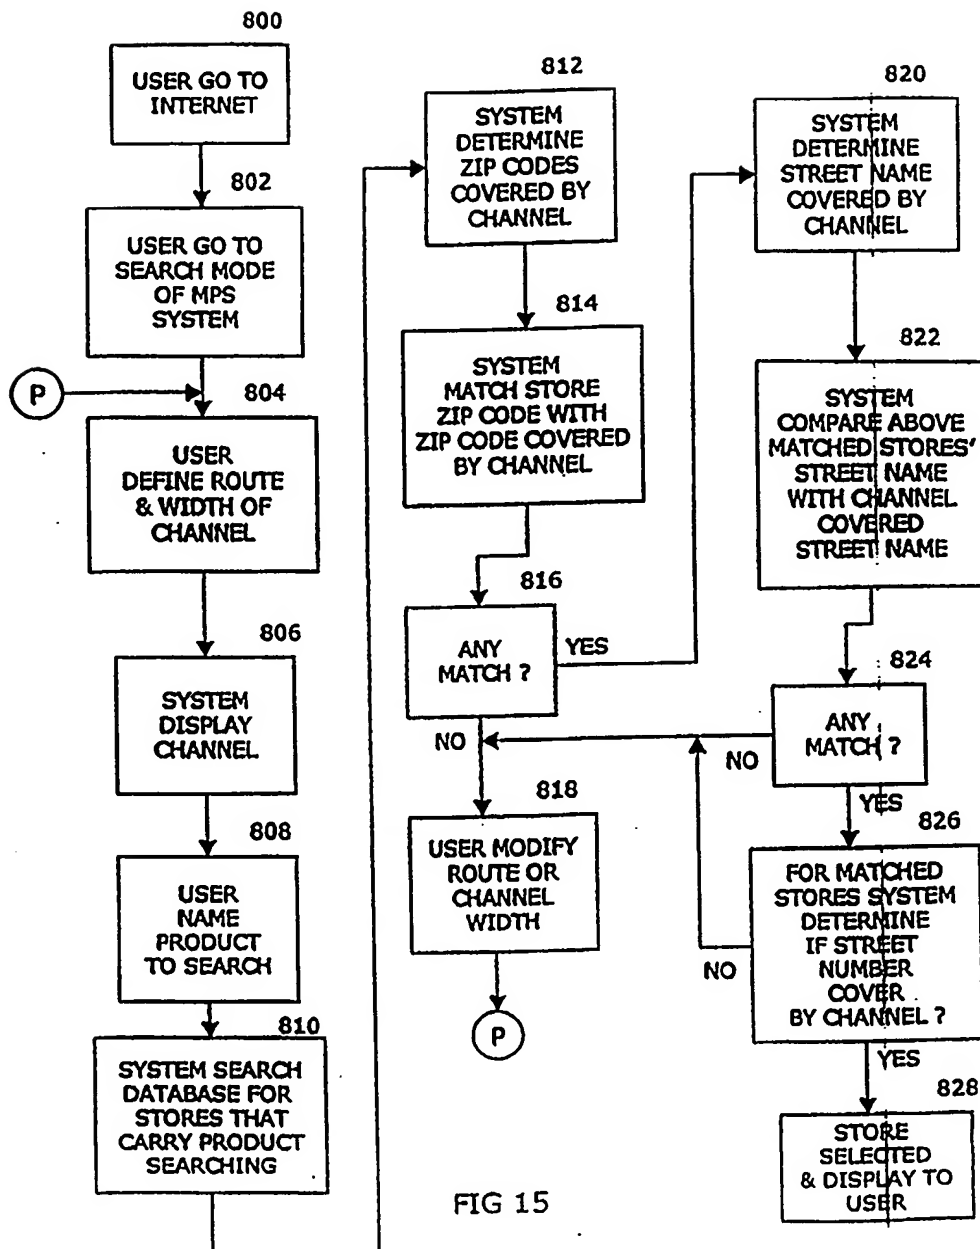 800
USER GO TO
INTERNET
802
USER GO TO
SEARCH MODE
OF MPS
SYSTEM
P
804
USER
DEFINE ROUTE
& WIDTH OF
CHANNEL
806
SYSTEM
DISPLAY
CHANNEL
808
USER
NAME
PRODUCT
TO SEARCH
810
SYSTEM SEARCH
DATABASE FOR
STORES THAT
CARRY PRODUCT
SEARCHING
812
SYSTEM
DETERMINE
ZIP CODES
COVERED BY
CHANNEL
814
SYSTEM
MATCH STORE
ZIP CODE WITH
ZIP CODE COVERED
BY CHANNEL
816
ANY
MATCH ?
YES
NO
818
USER MODIFY
ROUTE OR
CHANNEL
WIDTH
P
820
SYSTEM
DETERMINE
STREET NAME
COVERED BY
CHANNEL
822
SYSTEM
COMPARE ABOVE
MATCHED STORES'
STREET NAME
WITH CHANNEL
COVERED
STREET NAME
824
ANY
MATCH ?
NO
YES
826
FOR MATCHED
STORES SYSTEM
DETERMINE
IF STREET
NUMBER
COVER
BY CHANNEL ?
NO
YES
828
STORE
SELECTED
& DISPLAY TO
USER
FIG 15